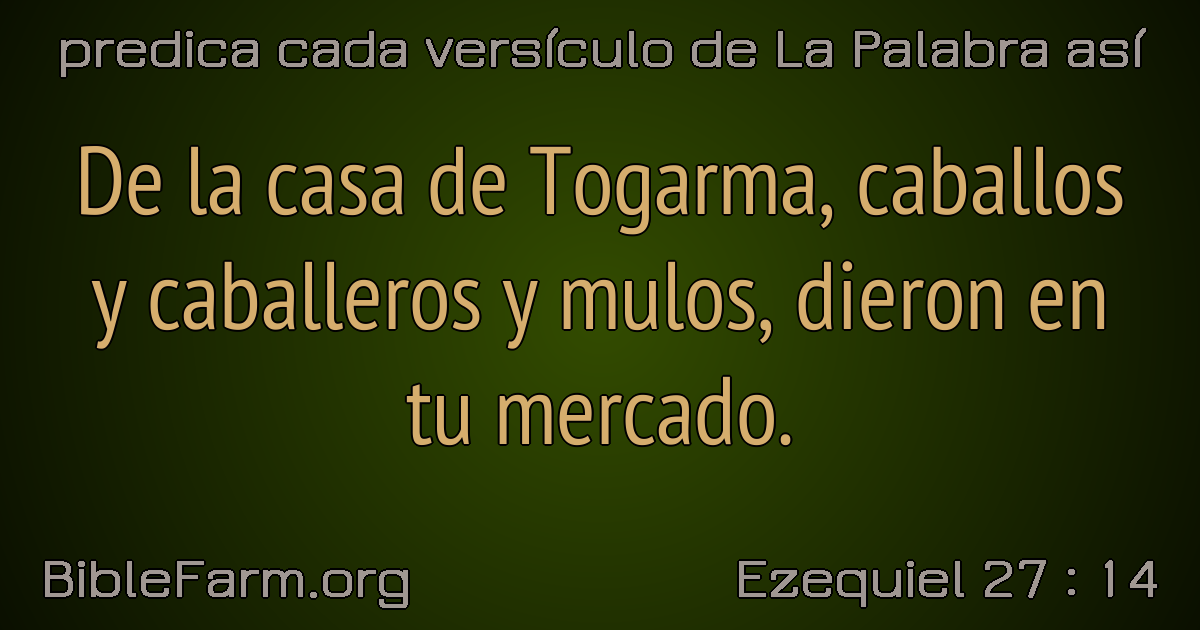 predica cada versículo de La Palabra así
De la casa de Togarma, caballos
y caballeros y mulos, dieron en
tu mercado.
BibleFarm.org
Ezequiel 27 : 14